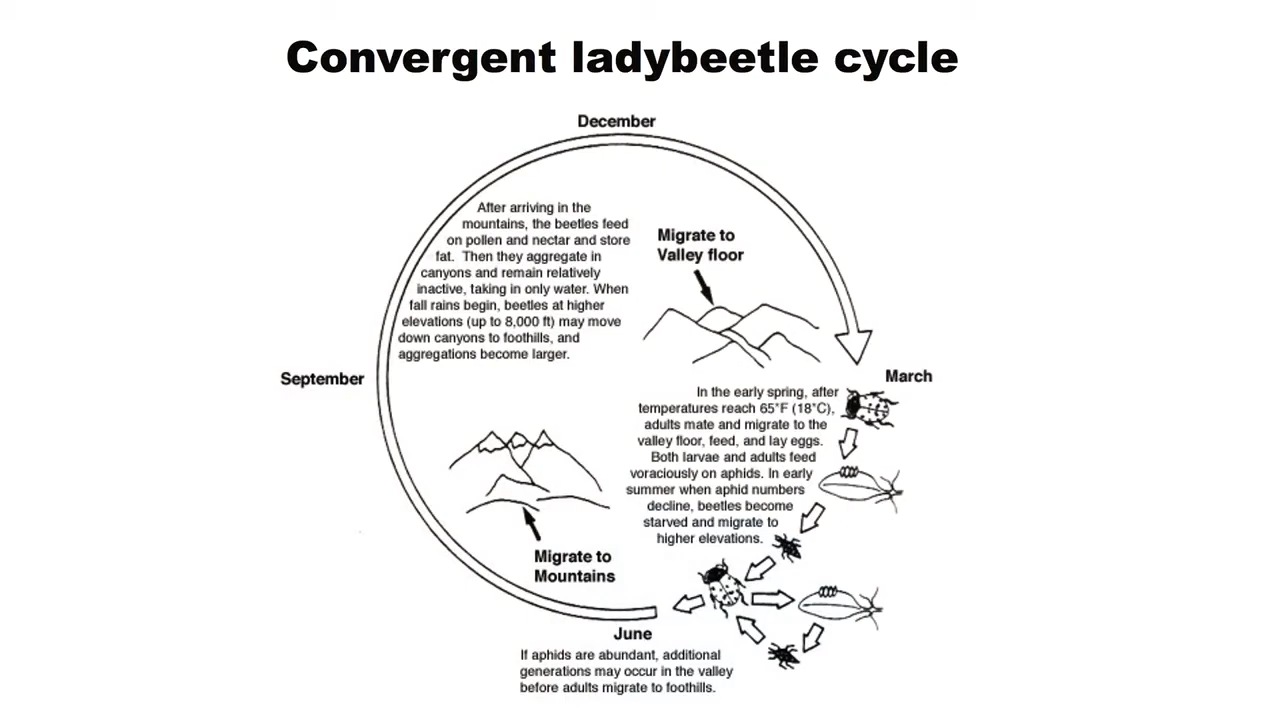 Convergent ladybeetle cycle
December
After arriving in the
mountains, the beetles feed
on pollen and nectar and store
fat. Then they aggregate in
canyons and remain relatively
inactive, taking in only water. When
fall rains begin, beetles at higher
elevations (up to 8,000 ft) may move
down canyons to foothills, and
aggregations become larger.
Migrate to
Valley floor
September
March
In the early spring, after
temperatures reach 65°F (18°C),
adults mate and migrate to the
valley floor, feed, and lay eggs.
Both larvae and adults feed
voraciously on aphids. In early
summer when aphid numbers
decline, beetles become
starved and migrate to
higher elevations.
Migrate to
Mountains
June
If aphids are abundant, additional
generations may occur in the valley
before adults migrate to foothills.